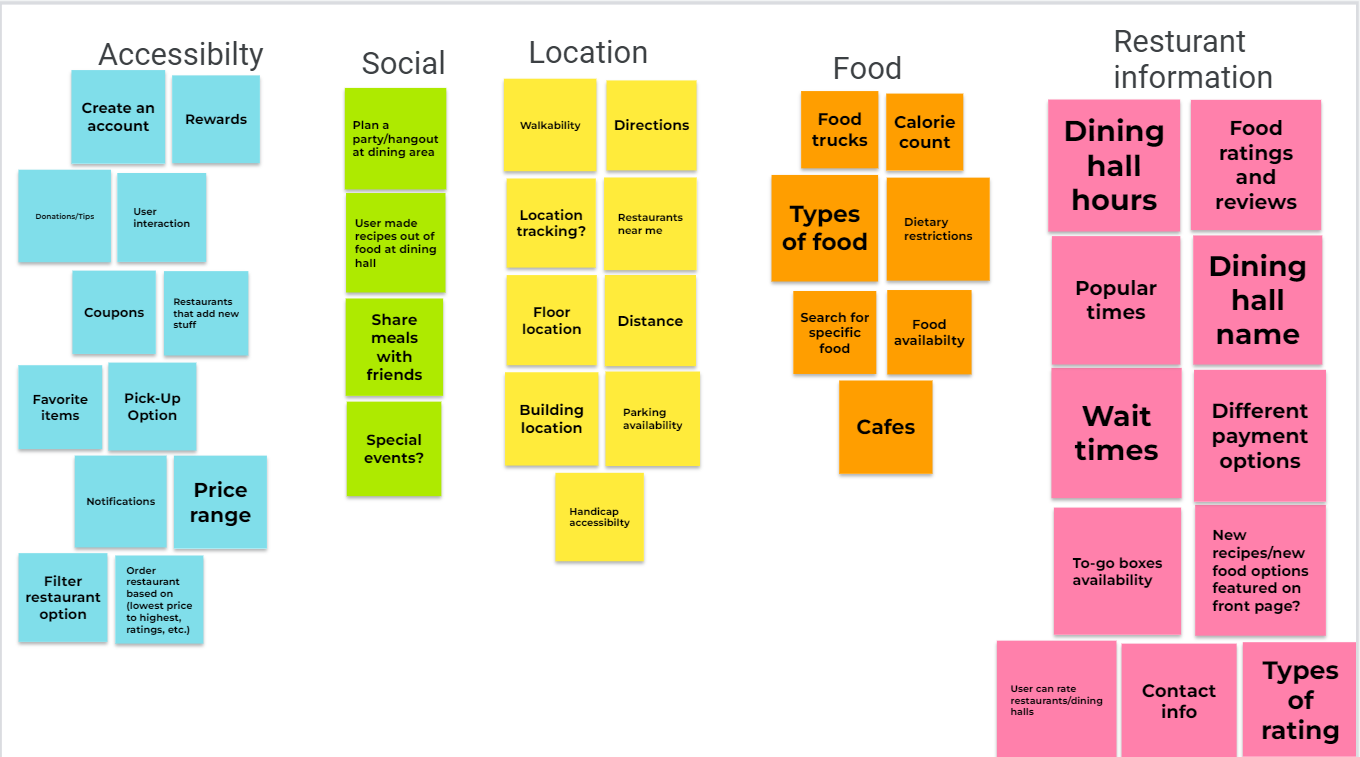 Accessibilty
Create an
account
Rewards
Donations/Tips
User
interaction
Coupons
Restaurants
that add new
stuff
Favorite
items
Pick-Up
Option
Notifications
Price
range
Filter
restaurant
option
Order
restaurant
based on
(lowest price
to highest,
ratings, etc.)
Social
Plan a
party/hangout
at dining area
User made
recipes out of
food at dining
hall
Share
meals
with
friends
Special
events?
Location
Walkability
Directions
Location
tracking?
Restaurants
near me
Floor
location
Distance
Building
location
Parking
availability
Handicap
accessibilty
Food
Food
trucks
Calorie
count
Types
of food
Dietary
restrictions
Search for
specific
food
Food
availabilty
Cafes
Resturant
information
Dining
hall
hours
Food
ratings
and
reviews
Popular
times
Dining
hall
name
Wait
times
Different
payment
options
To-go boxes
availability
New
recipes/new
food options
featured on
front page?
User can rate
restaurants/dining
halls
Contact
info
Types
of
rating